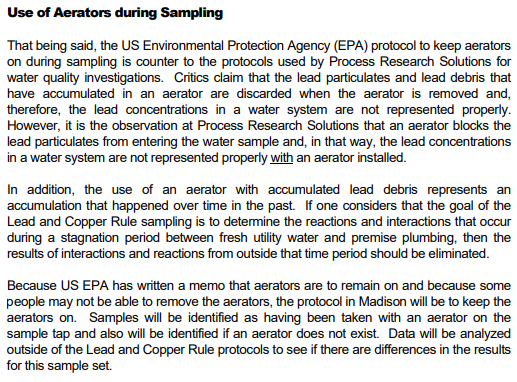 Use of Aerators during Sampling
That being said, the US Environmental Protection Agency (EPA) protocol to keep aerators
on during sampling is counter to the protocols used by Process Research Solutions for
water quality investigations. Critics claim that the lead particulates and lead debris that
have accumulated in an aerator are discarded when the aerator is removed and,
therefore, the lead concentrations in a water system are not represented properly.
However, it is the observation at Process Research Solutions that an aerator blocks the
lead particulates from entering the water sample and, in that way, the lead concentrations
in a water system are not represented properly with an aerator installed.
In addition, the use of an aerator with accumulated lead debris represents an
accumulation that happened over time in the past. If one considers that the goal of the
Lead and Copper Rule sampling is to determine the reactions and interactions that occur
during a stagnation period between fresh utility water and premise plumbing, then the
results of interactions and reactions from outside that time period should be eliminated.
Because US EPA has written a memo that aerators are to remain on and because some
people may not be able to remove the aerators, the protocol in Madison will be to keep the
aerators on. Samples will be identified as having been taken with an aerator on the
sample tap and also will be identified if an aerator does not exist. Data will be analyzed
outside of the Lead and Copper Rule protocols to see if there are differences in the results
for this sample set.